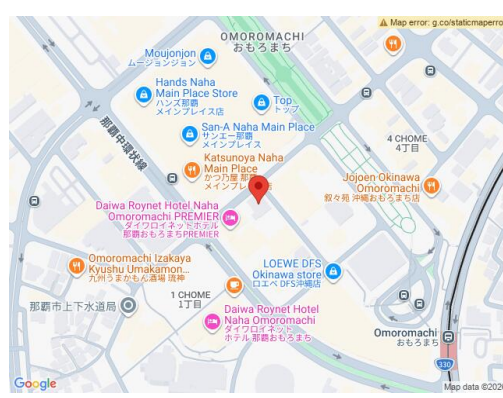 Map error: g.co/staticmaperro
OMOROMACHI
おもろまち
Moujonjon
ムージョンジョン
Hands Naha
Main Place Store
ハンズ那覇
メインプレイス店
Top
トップ
那覇中環状線
San-A Naha Main Place
サンエー那覇
メインプレイス
4 CHOME
4丁目
Katsunoya Naha
Main Place
かつ乃屋 那覇
メインプレイス店
Jojoen Okinawa
Omoromachi
叙々苑 沖縄おもろまち店
Daiwa Roynet Hotel Naha
Omoromachi PREMIER
ダイワロイネットホテル
那覇おもろまちPREMIER
Omoromachi Izakaya
Kyushu Umakamon...
九州うまかもん酒場 琉神
LOEWE DFS
Okinawa store
ロエベ DFS沖縄店
1 CHOME
1丁目
那覇市上下水道局
Daiwa Roynet Hotel
Naha Omoromachi
ダイワロイネット
ホテル 那覇おもろまち
Omoromachi
おもろまち
330
Google
Map data ©2026